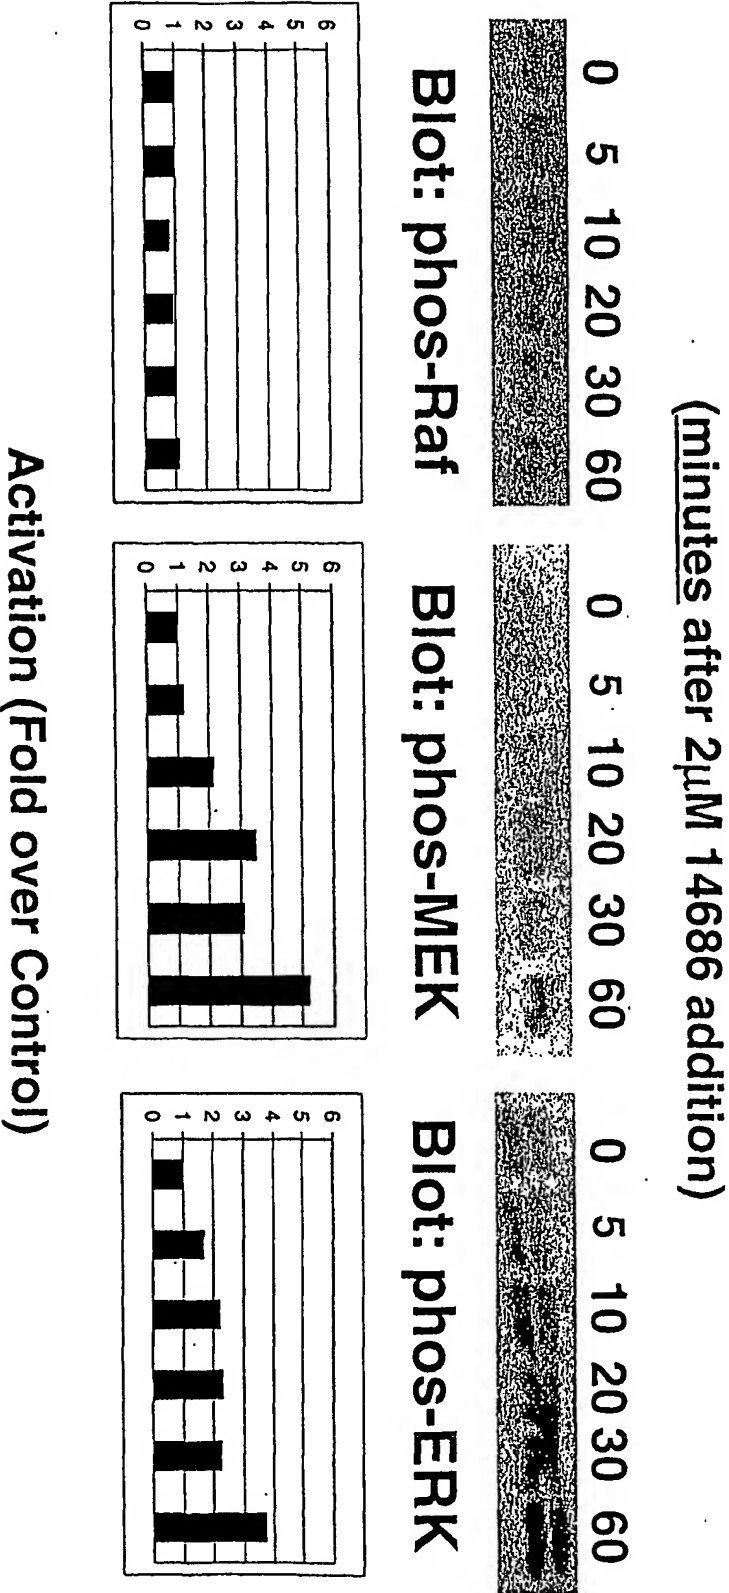 (minutes after 2µM 14686 addition)
0 5 10 20 30 60
0 5 10 20 30 60
0 5 10 20 30 60
Blot: phos-Raf
Blot: phos-MEK
Blot: phos-ERK
6
5
4
3
2
1
0
6
5
4
3
2
1
0
6
5
4
3
2
1
0
Activation (Fold over Control)